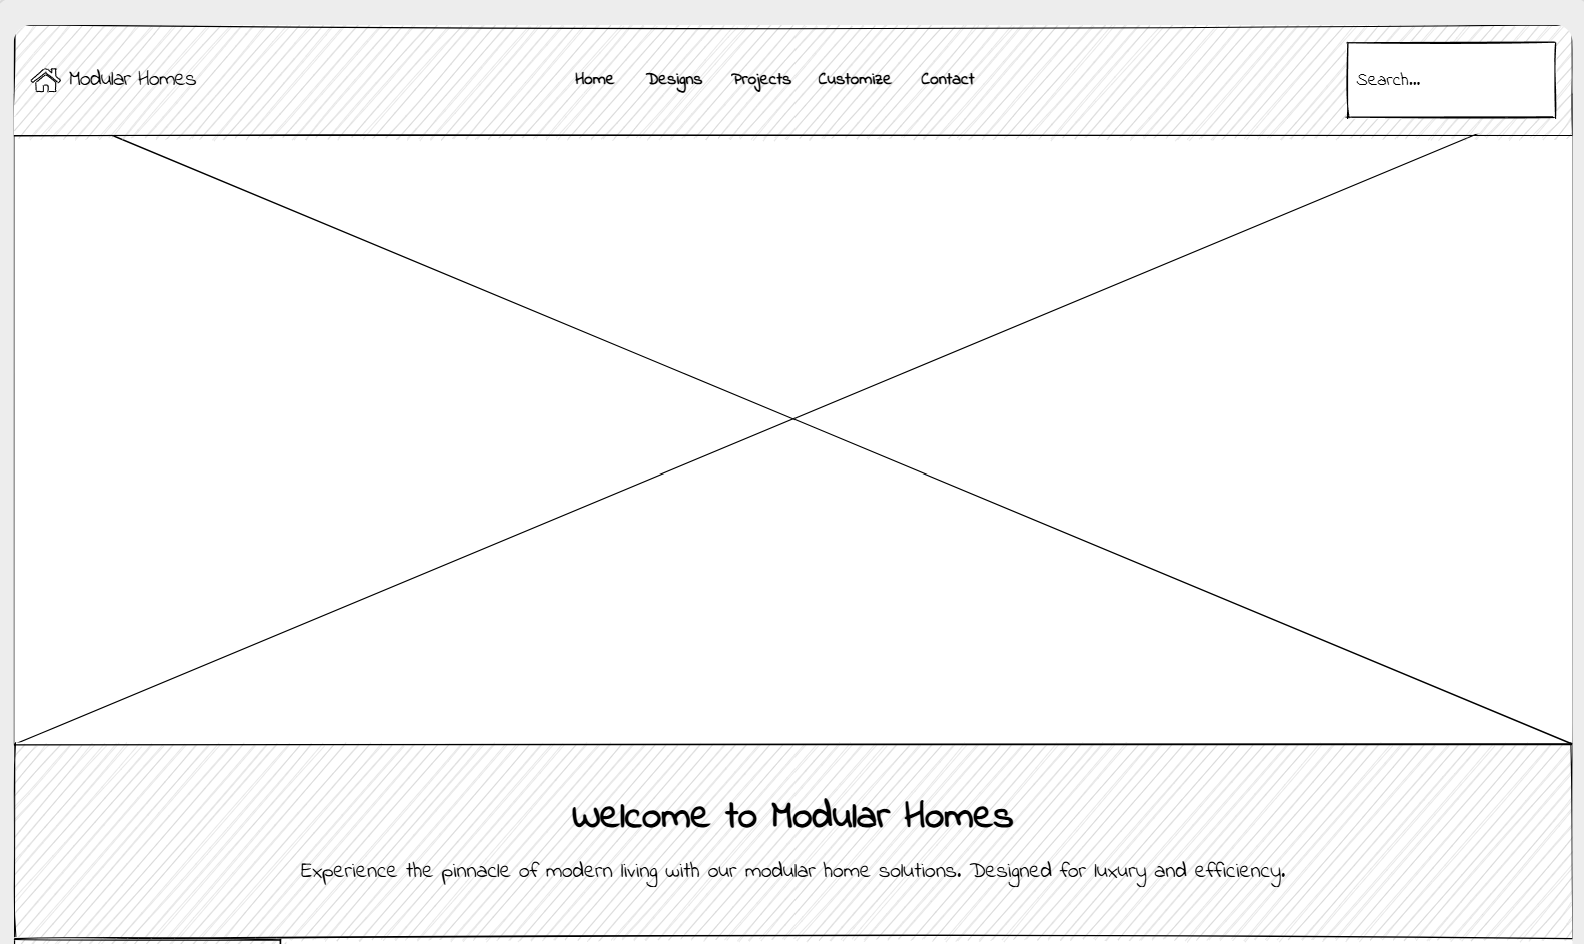 Modular Homes
Home Designs Projects Customize Contact
Search...
Welcome to Modular Homes
Experience the pinnacle of modern living with our modular home solutions. Designed for luxury and efficiency.